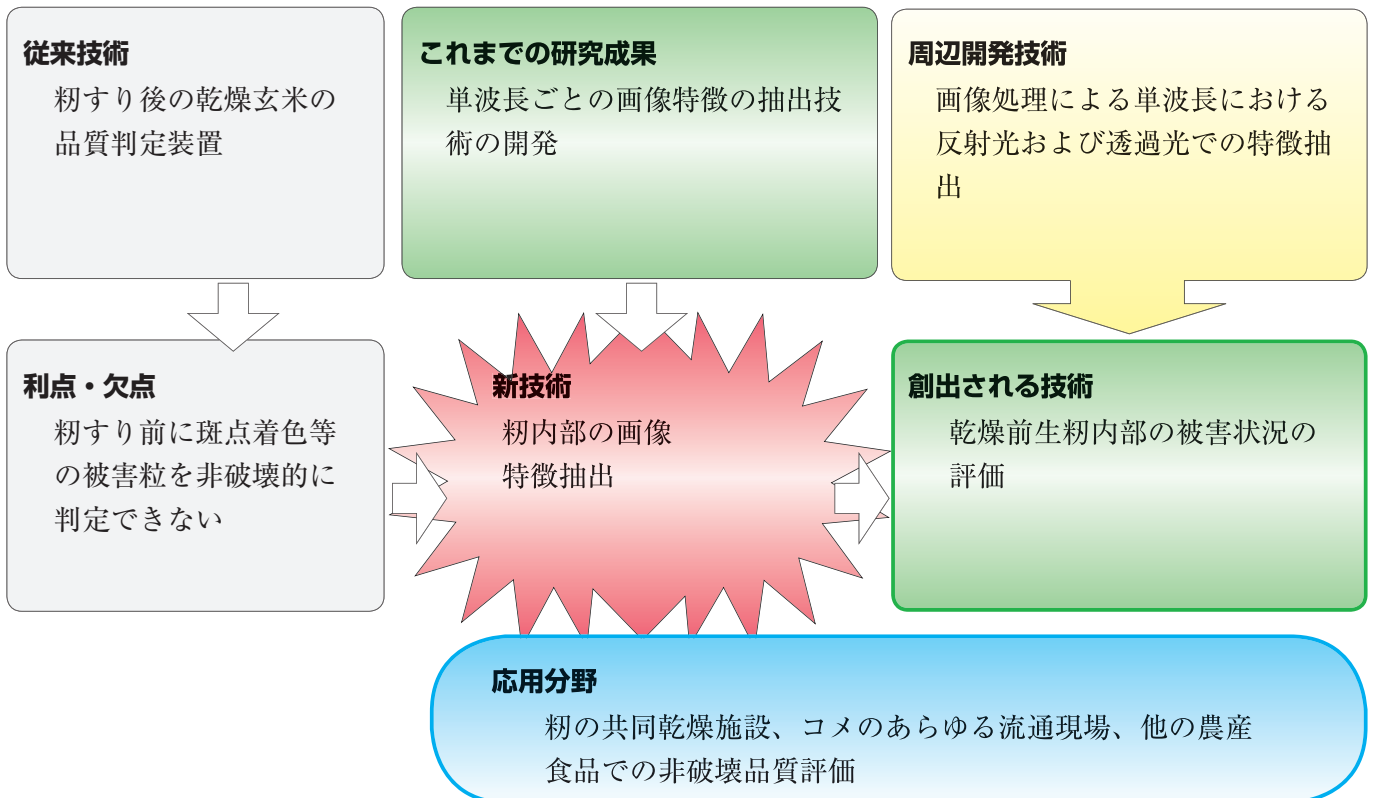 従来技術
籾すり後の乾燥玄米の
品質判定装置
これまでの研究成果
単波長ごとの画像特徴の抽出技
術の開発
周辺開発技術
画像処理による単波長における
反射光および透過光での特徴抽
出
利点・欠点
籾すり前に斑点着色等
の被害粒を非破壊的に
判定できない
新技術
籾内部の画像
特徴抽出
創出される技術
乾燥前生籾内部の被害状況の
評価
応用分野
籾の共同乾燥施設、コメのあらゆる流通現場、他の農産
食品での非破壊品質評価